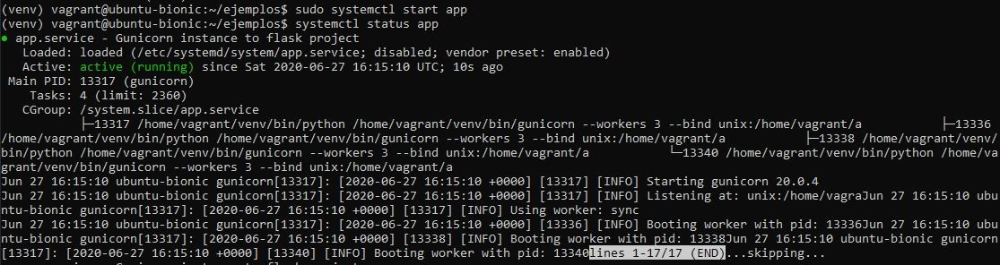 (venv) vagrant@ubuntu-bionic:~/ejemplos$ sudo systemctl start app
(venv) vagrant@ubuntu-bionic:~/ejemplos$ systemctl status app
● app.service - Gunicorn instance to flask project
   Loaded: loaded (/etc/systemd/system/app.service; disabled; vendor preset: enabled)
   Active: active (running) since Sat 2020-06-27 16:15:10 UTC; 10s ago
 Main PID: 13317 (gunicorn)
    Tasks: 4 (limit: 2360)
   CGroup: /system.slice/app.service
           ├─13317 /home/vagrant/venv/bin/python /home/vagrant/venv/bin/gunicorn --workers 3 --bind unix:/home/vagrant/a           ├─13336
/home/vagrant/venv/bin/python /home/vagrant/venv/bin/gunicorn --workers 3 --bind unix:/home/vagrant/a           ├─13338 /home/vagrant/venv/
bin/python /home/vagrant/venv/bin/gunicorn --workers 3 --bind unix:/home/vagrant/a           └─13340 /home/vagrant/venv/bin/python /home/va
grant/venv/bin/gunicorn --workers 3 --bind unix:/home/vagrant/a
Jun 27 16:15:10 ubuntu-bionic gunicorn[13317]: [2020-06-27 16:15:10 +0000] [13317] [INFO] Starting gunicorn 20.0.4
Jun 27 16:15:10 ubuntu-bionic gunicorn[13317]: [2020-06-27 16:15:10 +0000] [13317] [INFO] Listening at: unix:/home/vagraJun 27 16:15:10 ubu
ntu-bionic gunicorn[13317]: [2020-06-27 16:15:10 +0000] [13317] [INFO] Using worker: sync
Jun 27 16:15:10 ubuntu-bionic gunicorn[13317]: [2020-06-27 16:15:10 +0000] [13336] [INFO] Booting worker with pid: 13336Jun 27 16:15:10 ubu
ntu-bionic gunicorn[13317]: [2020-06-27 16:15:10 +0000] [13338] [INFO] Booting worker with pid: 13338Jun 27 16:15:10 ubuntu-bionic gunicorn
[13317]: [2020-06-27 16:15:10 +0000] [13340] [INFO] Booting worker with pid: 13340lines 1-17/17 (END)...skipping...